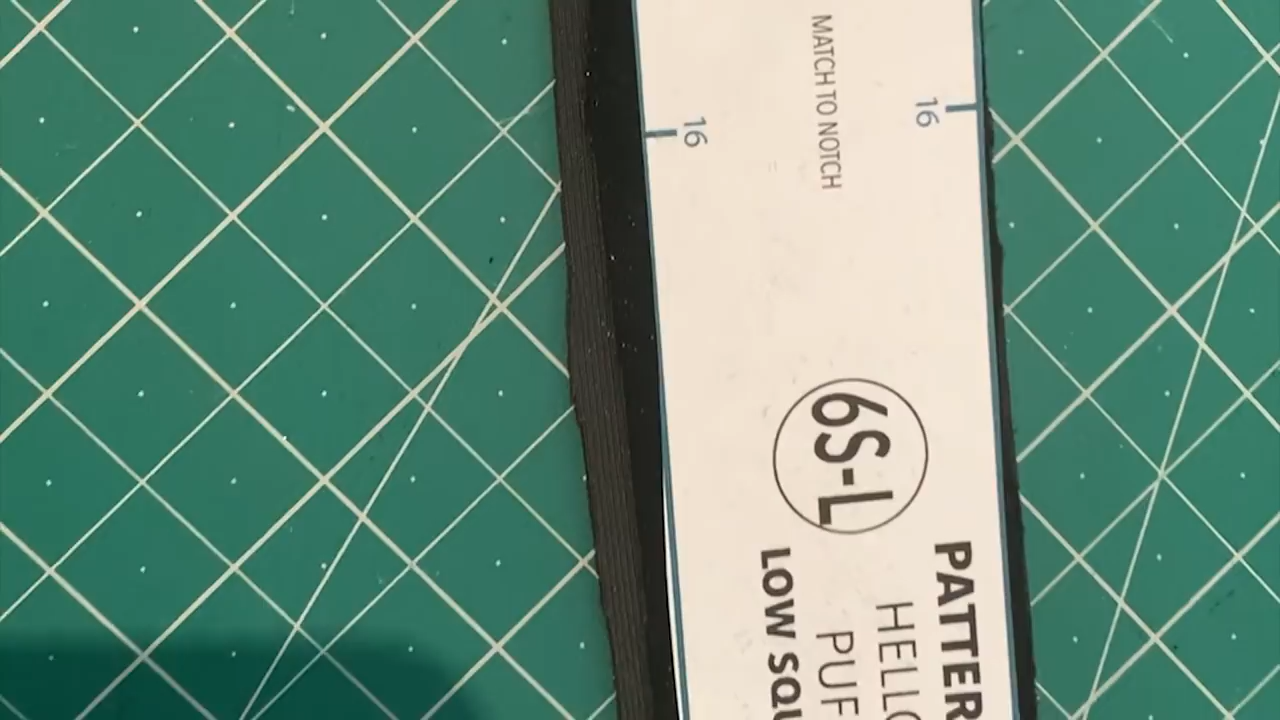 MATCH TO NOTCH
16
16
6S-L
PATTER
HELLO
PUF
LOW SQU